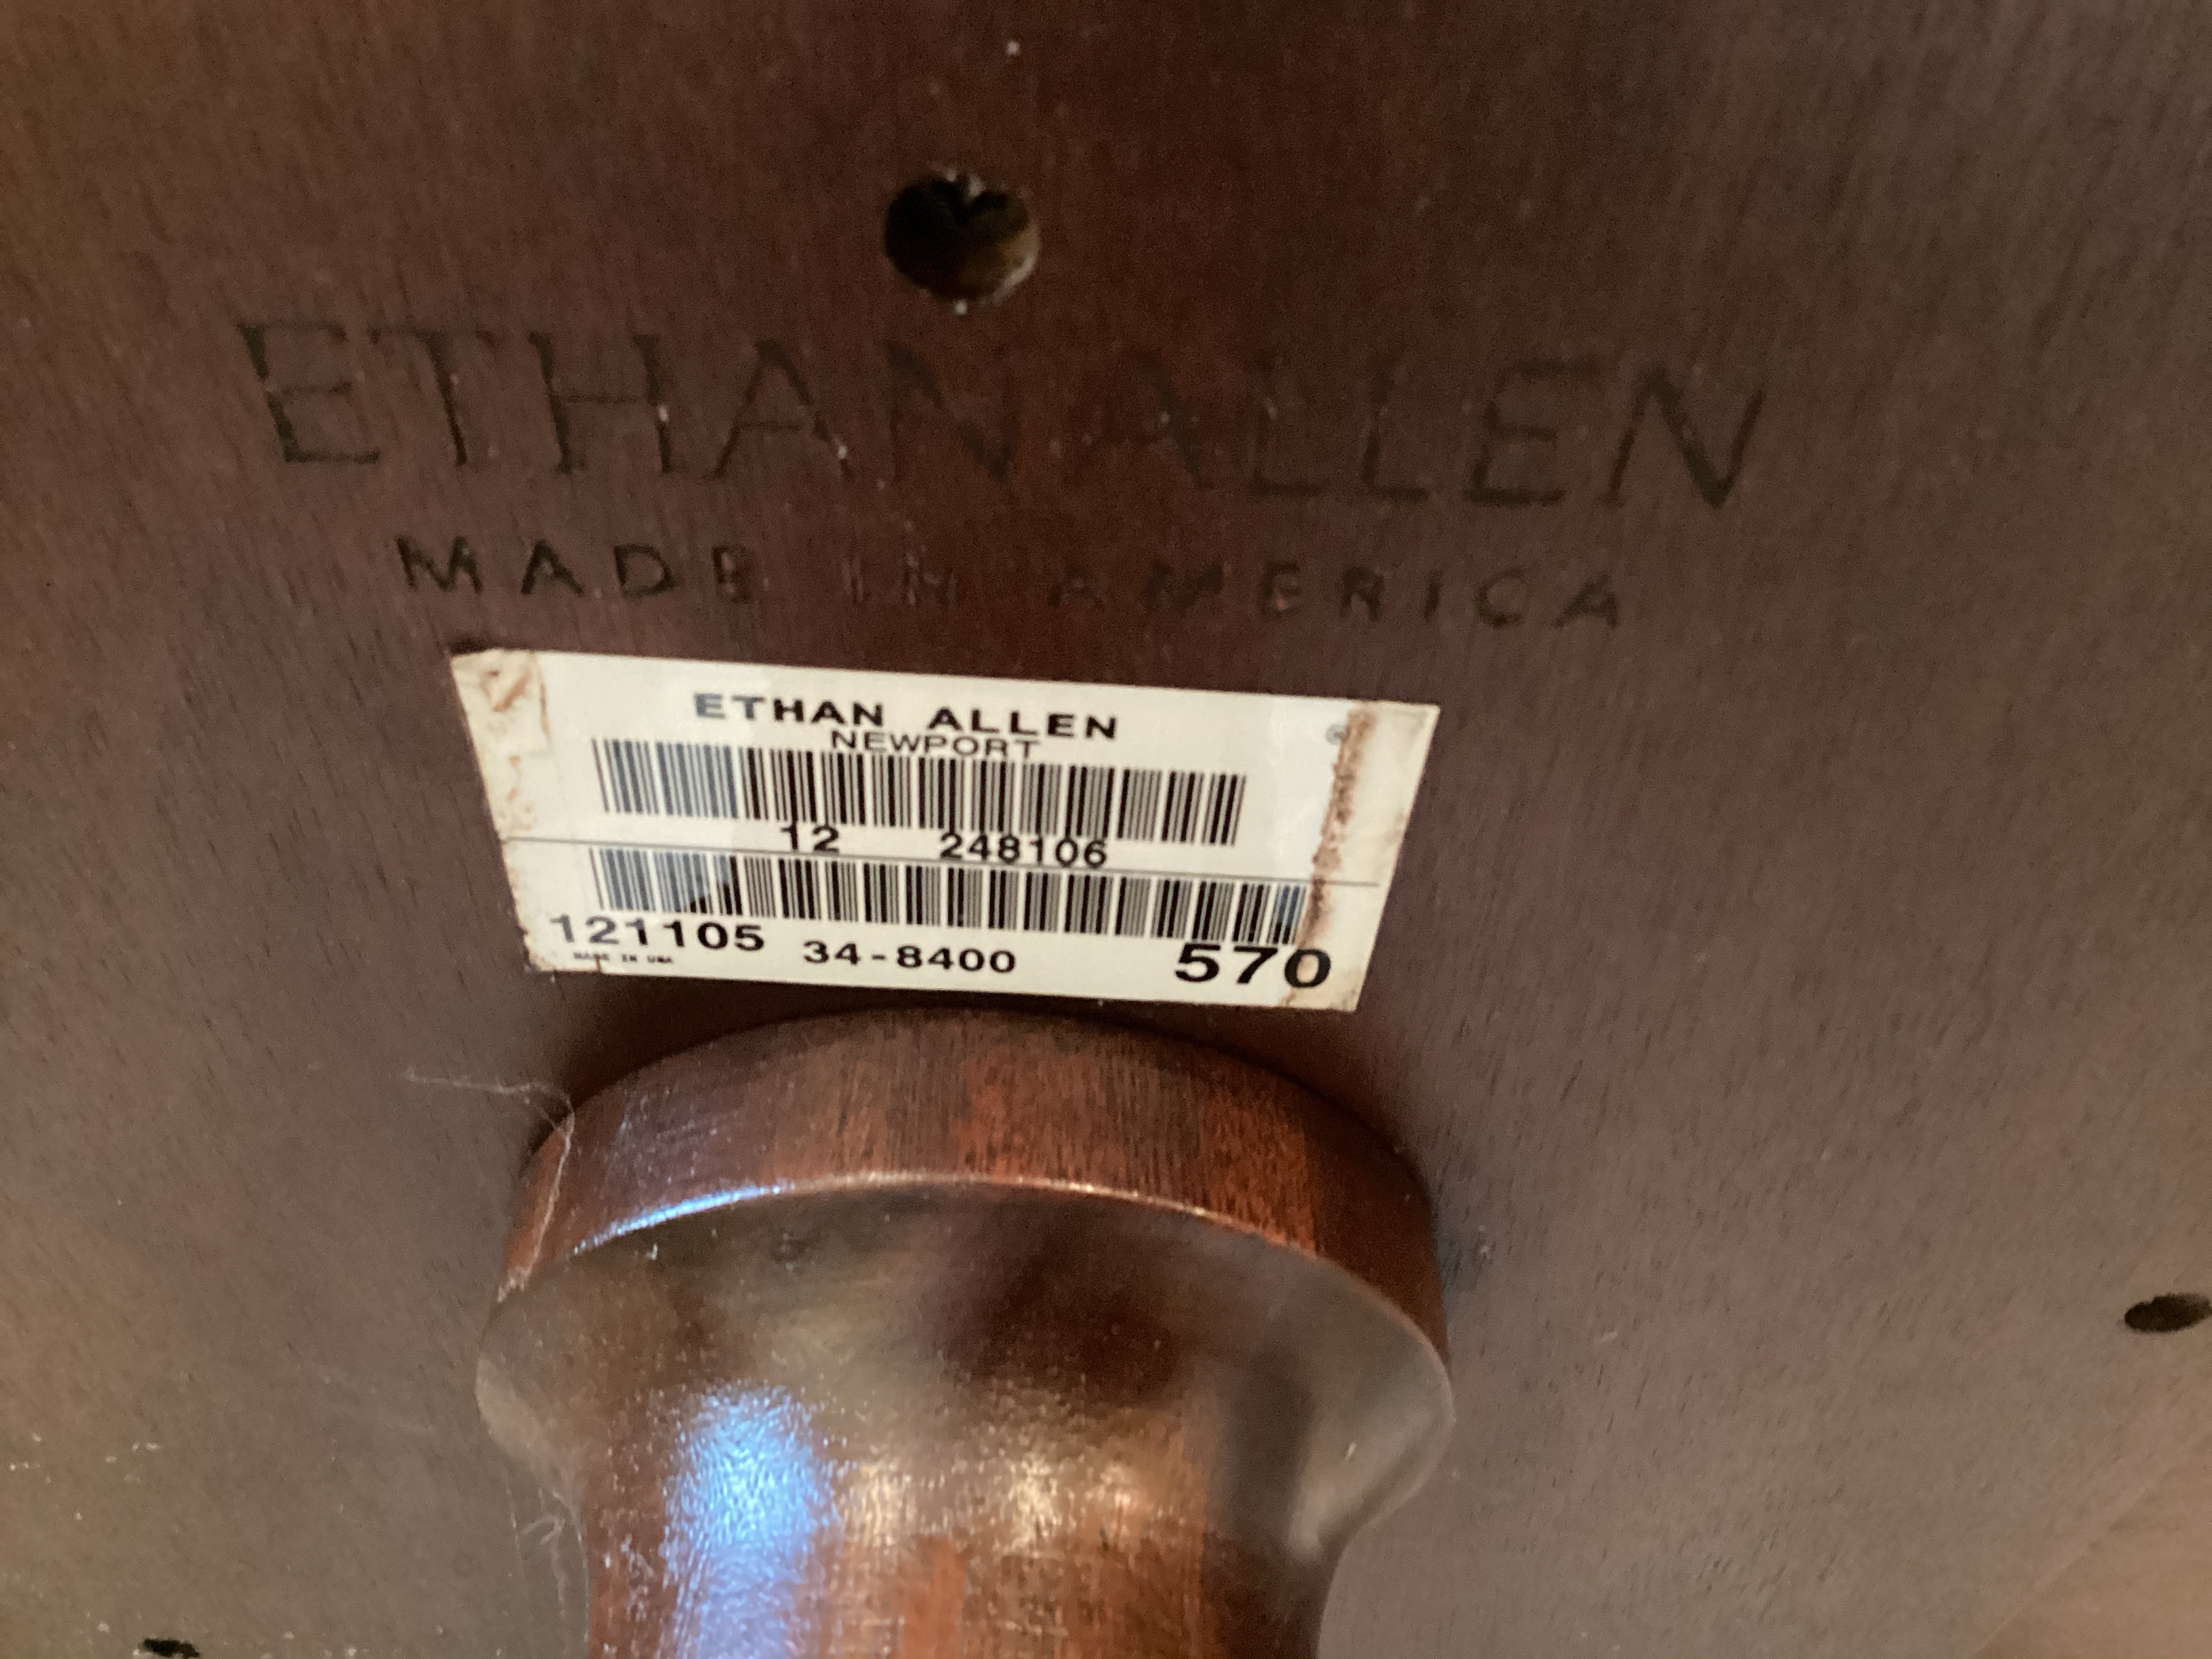 ETHAN ALLEN
MADE IN AMERICA
ETHAN ALLEN
®
NEWPORT
12 248106
121105 34-8400 570
MADE IN USA